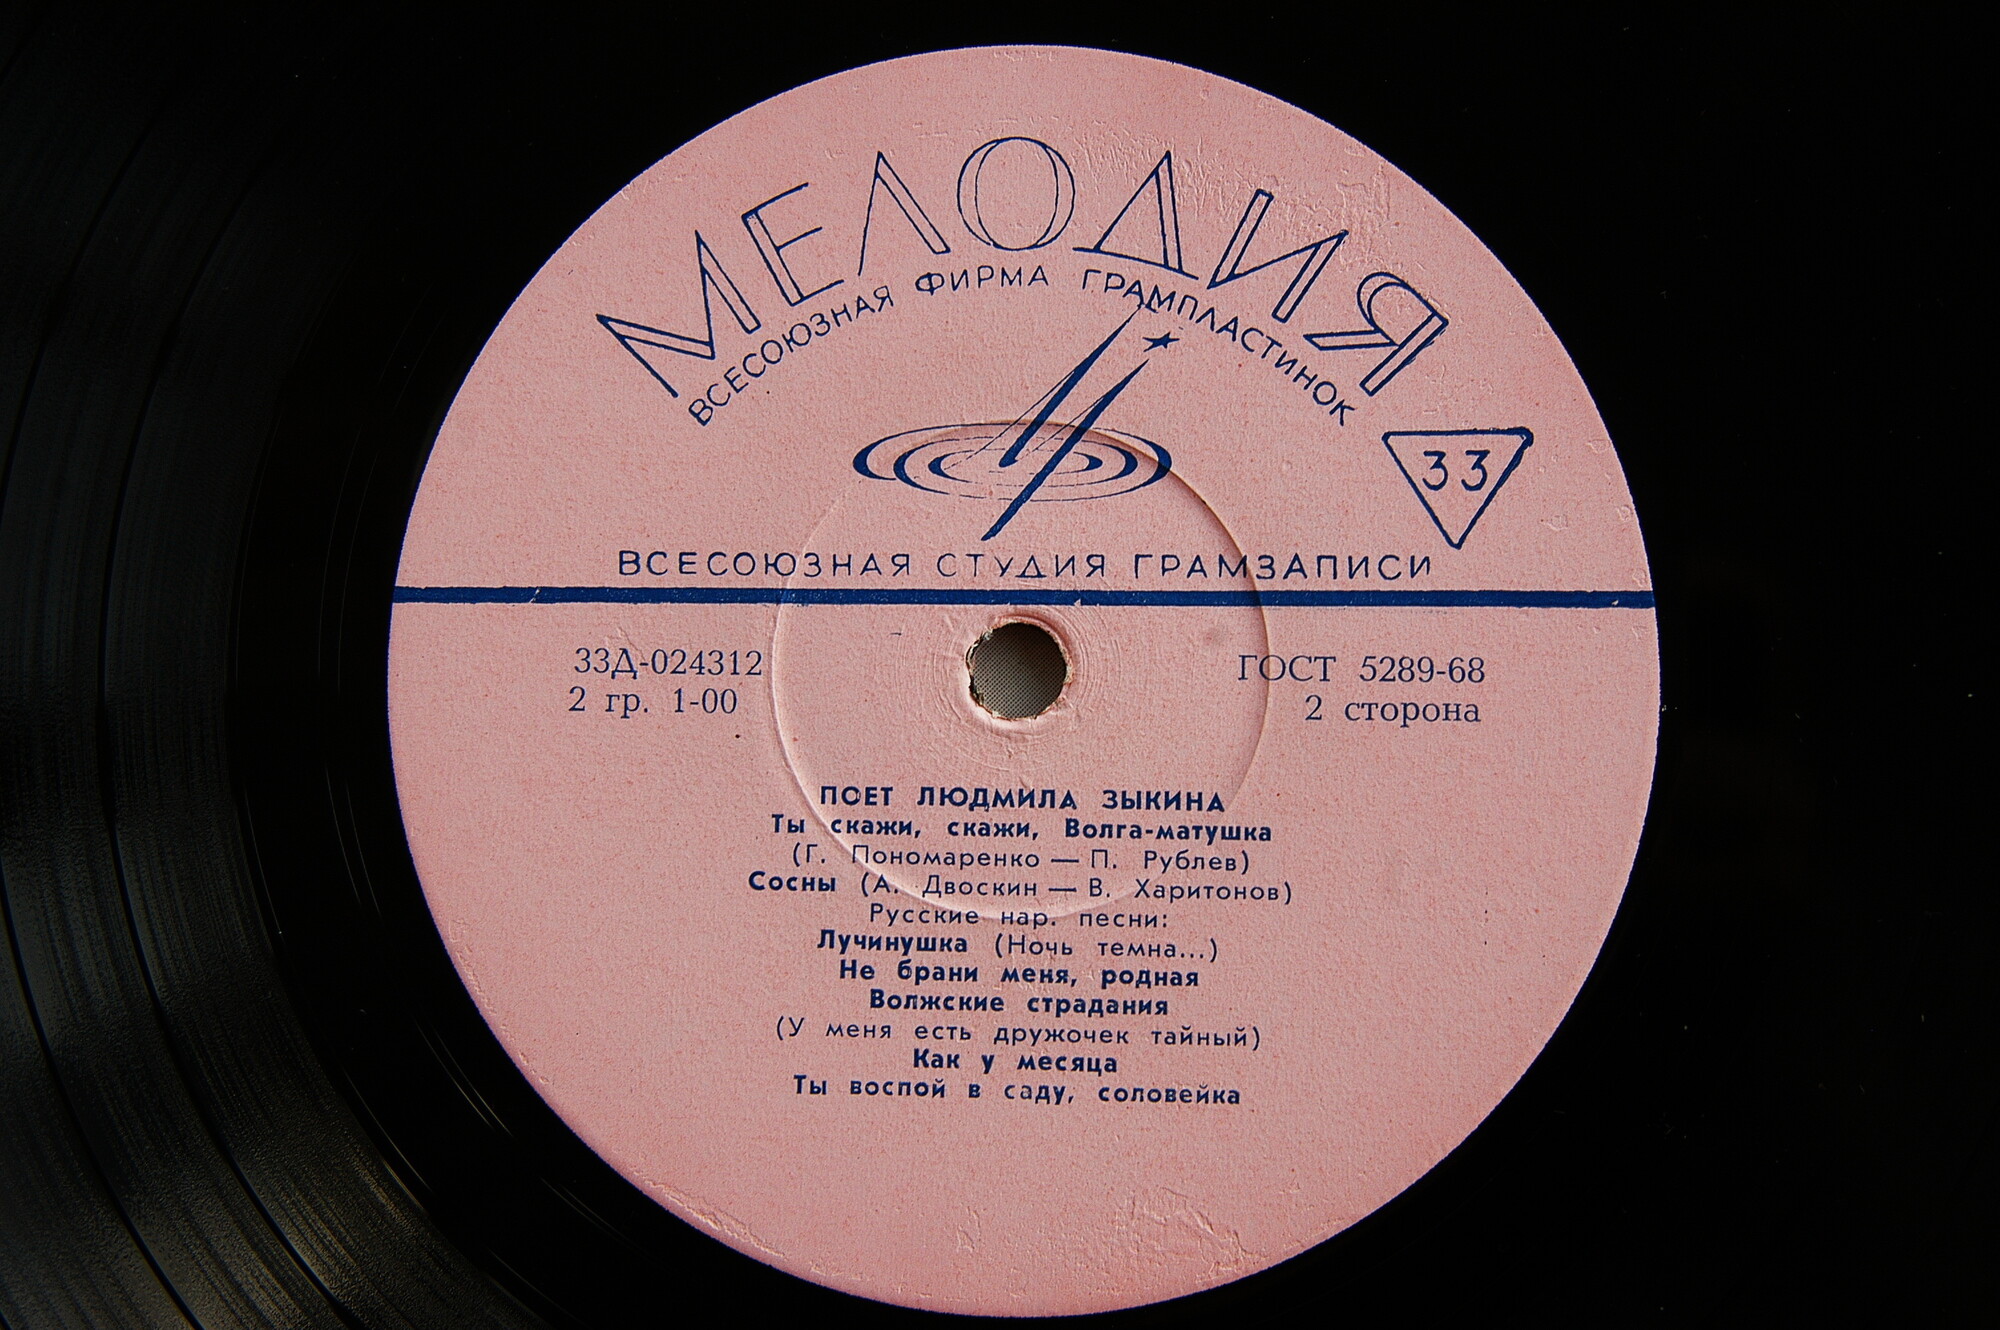 МЕЛОДИЯ
ВСЕСОЮЗНАЯ ФИРМА ГРАМПЛАСТИНОК
33
ВСЕСОЮЗНАЯ СТУДИЯ ГРАМЗАПИСИ
33Д-024312
2 гр. 1-00
ГОСТ 5289-68
2 сторона
ПОЕТ ЛЮДМИЛА ЗЫКИНА
Ты скажи, скажи, Волга-матушка
(Г. Пономаренко — П. Рублев)
Сосны (А. Двоскин — В. Харитонов)
Русские нар. песни:
Лучинушка (Ночь темна...)
Не брани меня, родная
Волжские страдания
(У меня есть дружочек тайный)
Как у месяца
Ты воспой в саду, соловейка